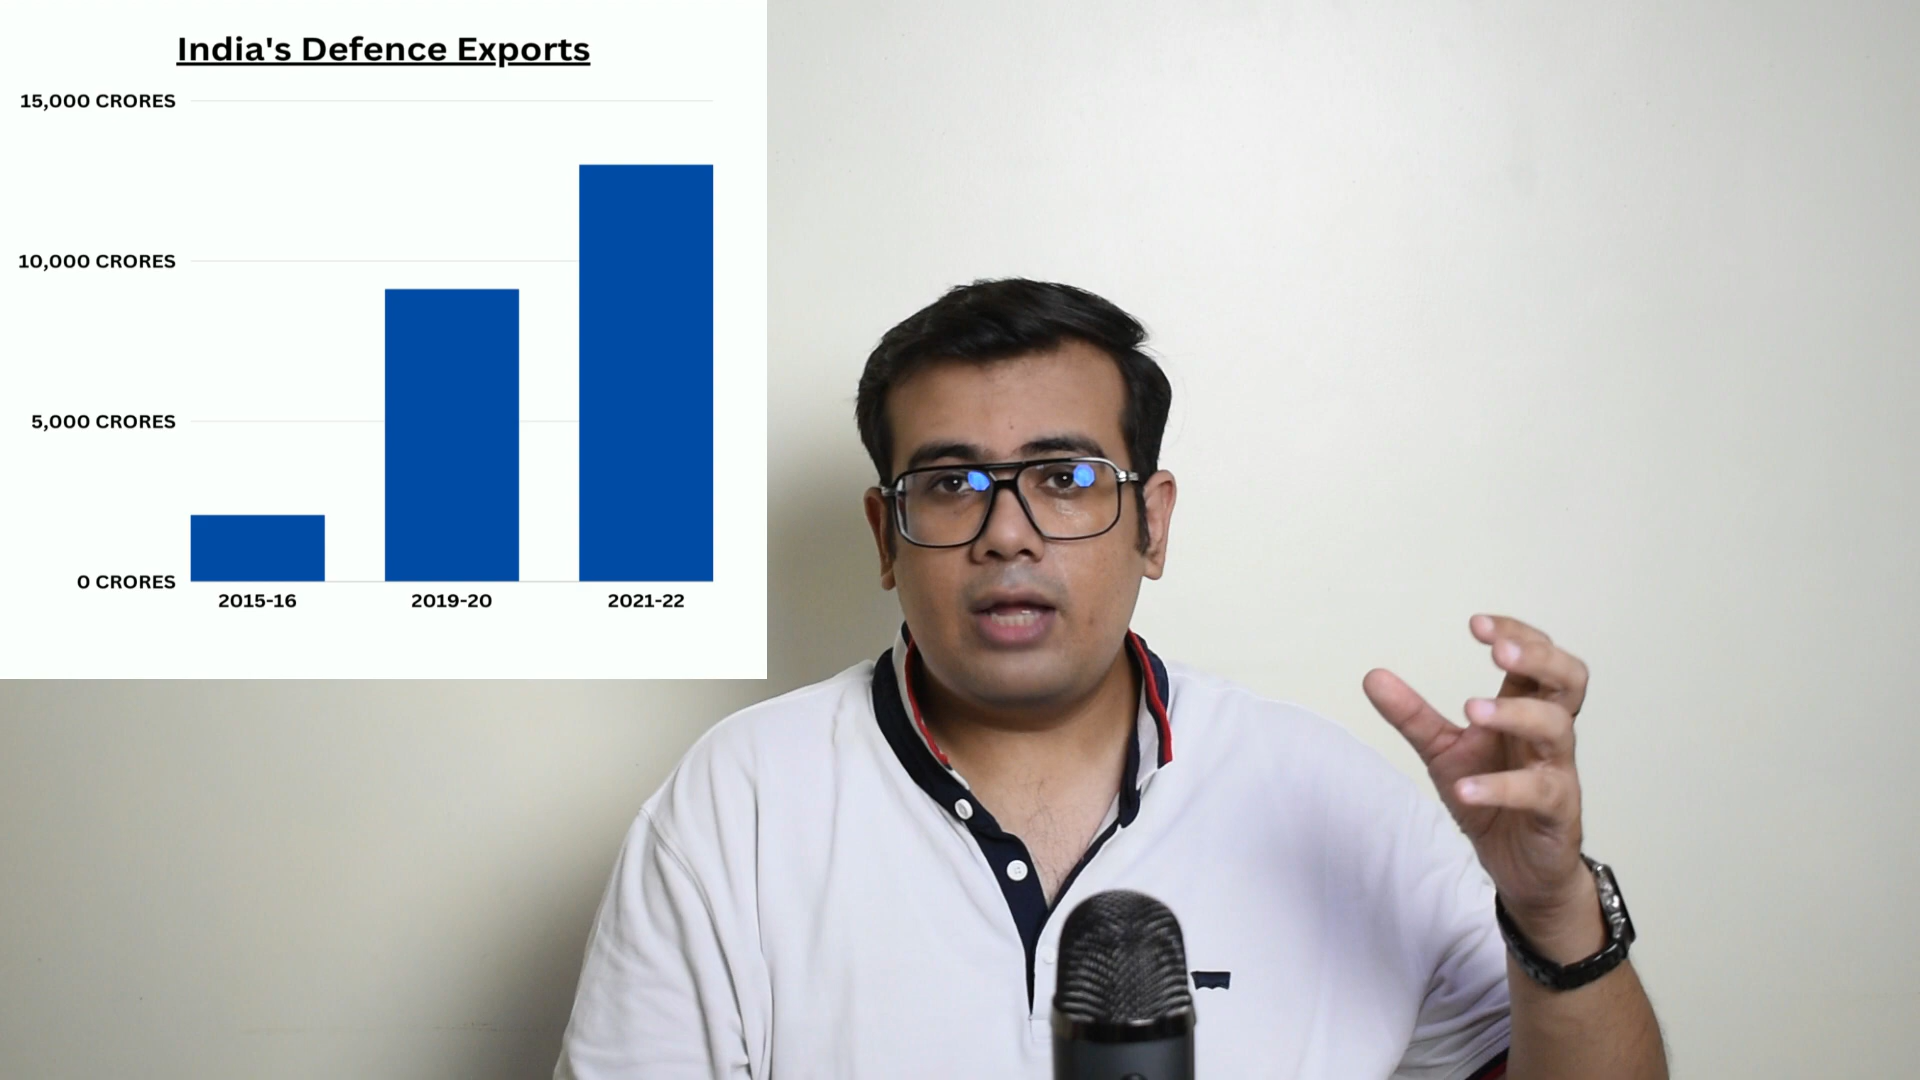 India's Defence Exports
15,000 CRORES
10,000 CRORES
5,000 CRORES
0 CRORES
2015-16 2019-20 2021-22